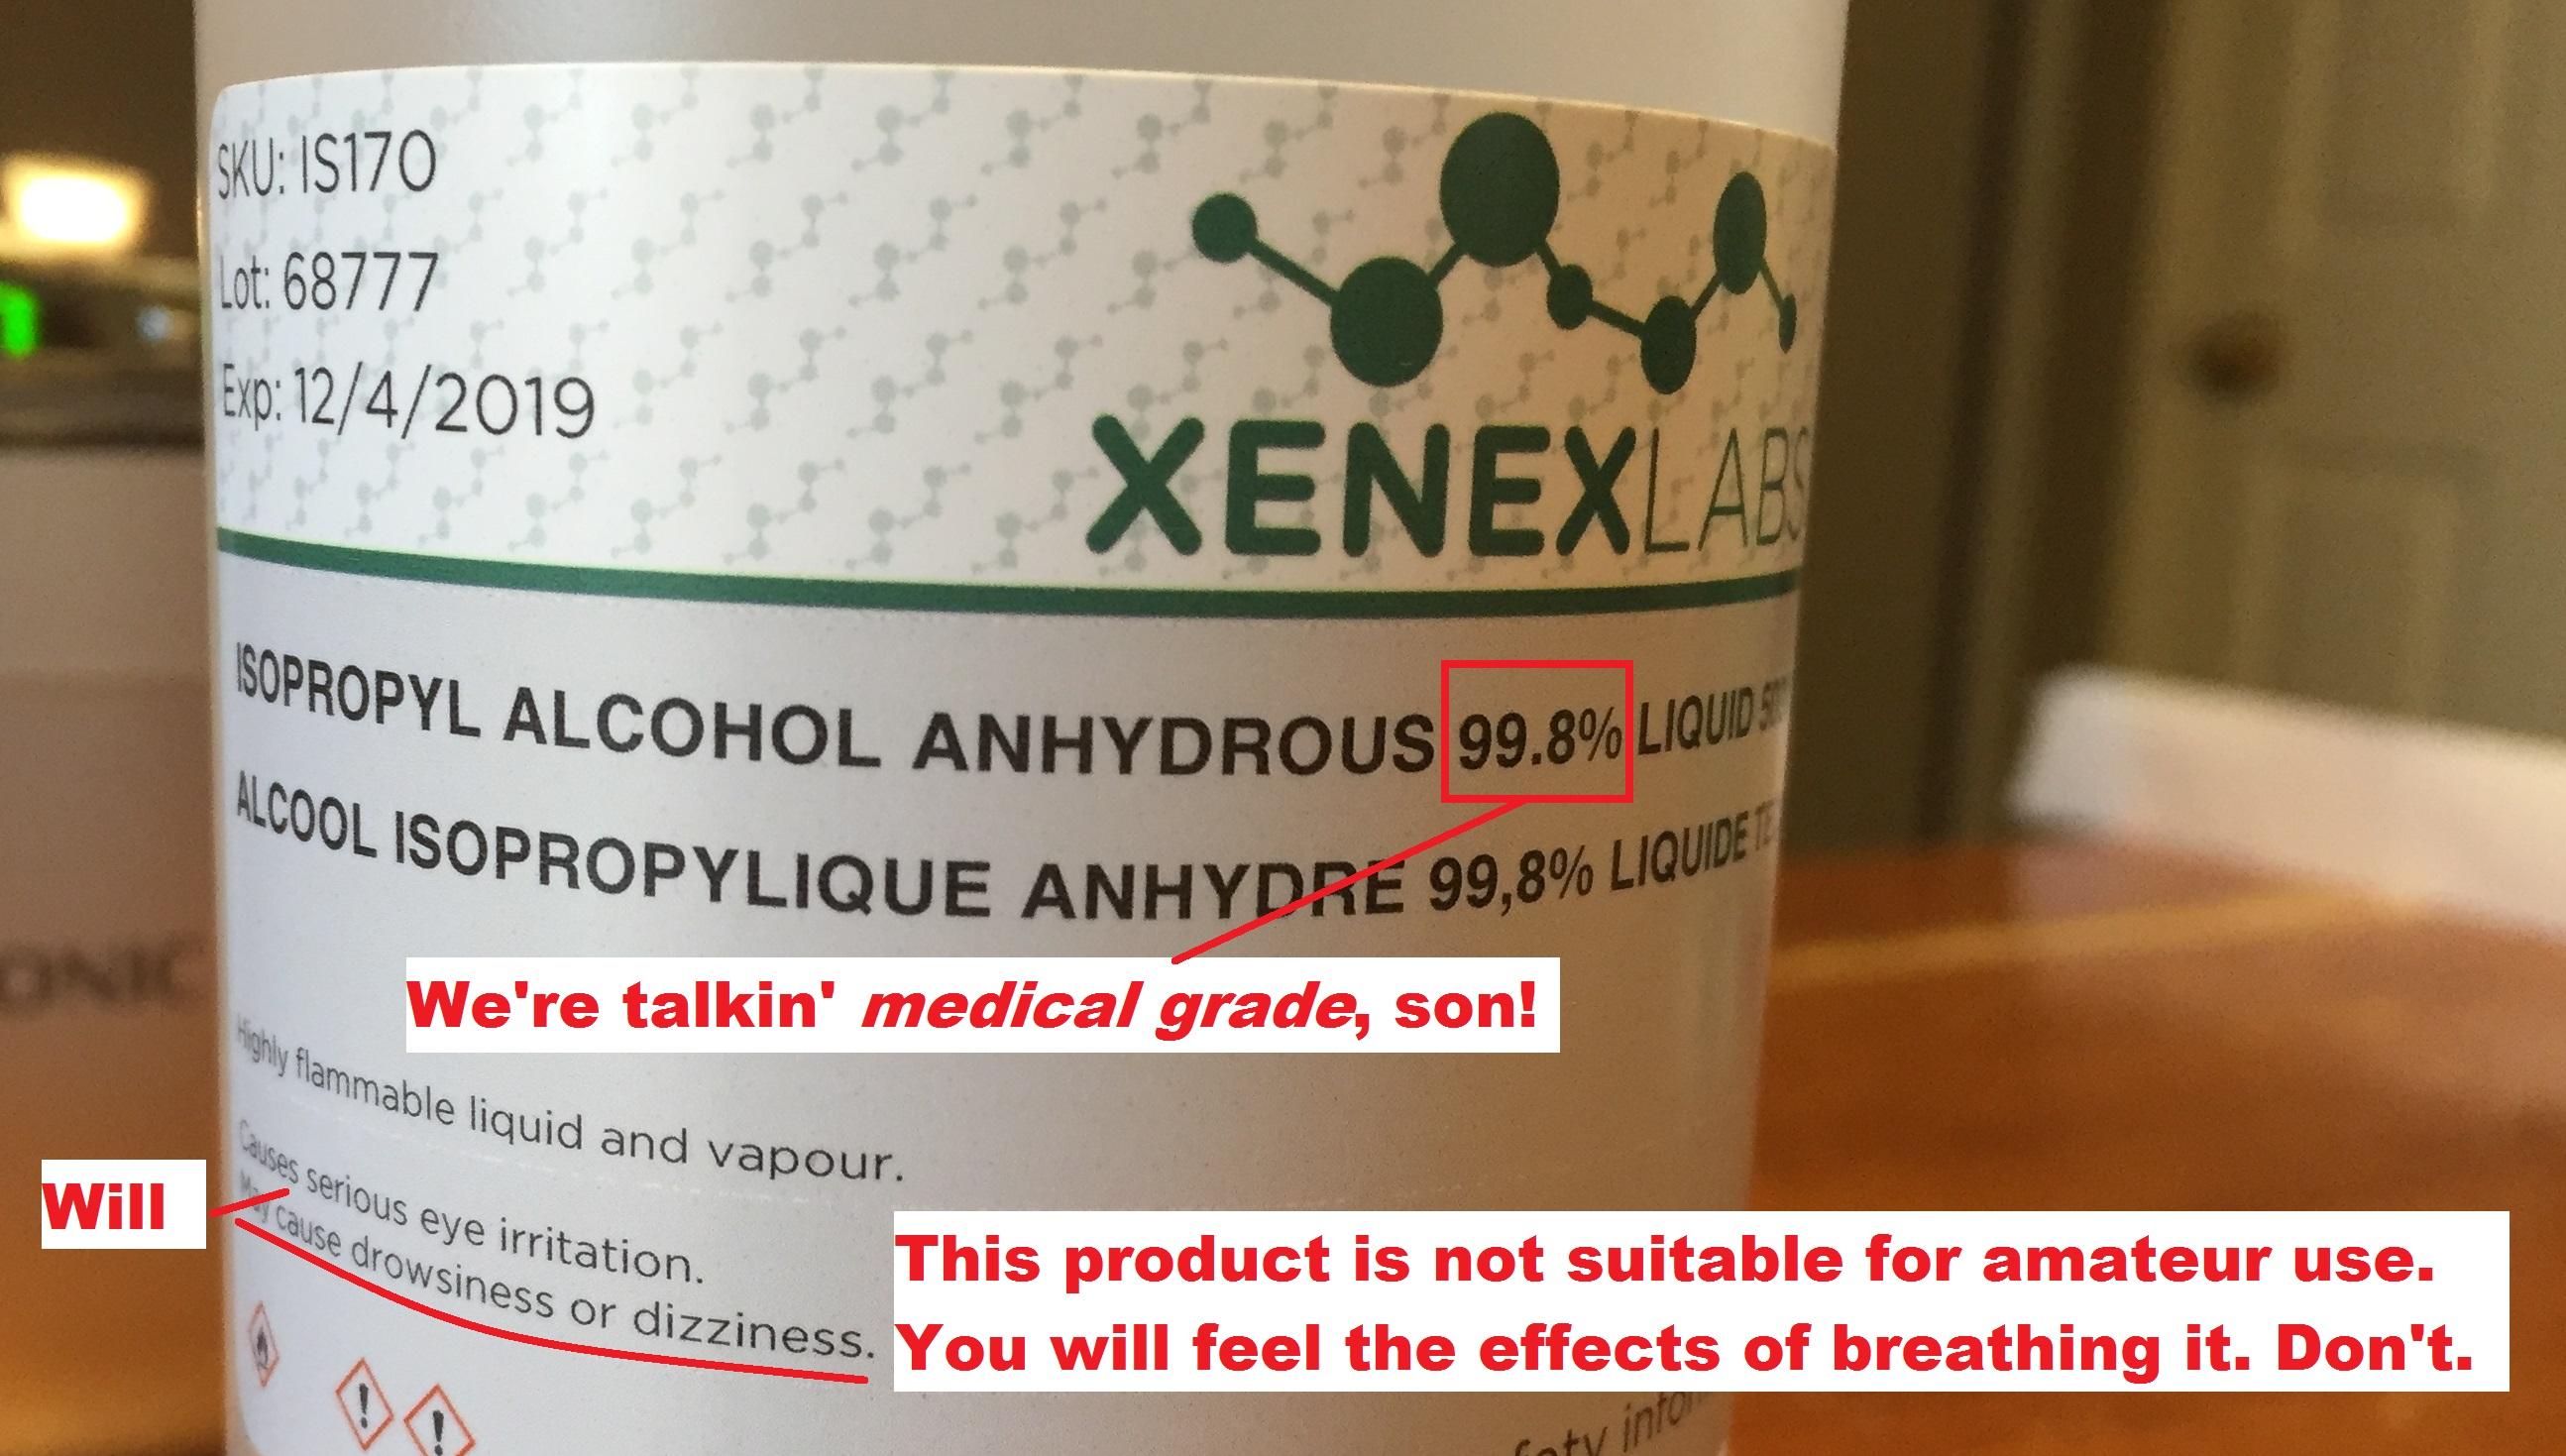 SKU: IS170
Lot: 68777
Exp: 12/4/2019
XENEXLABS
ISOPROPYL ALCOHOL ANHYDROUS 99.8% LIQUID
ALCOOL ISOPROPYLIQUE ANHYDRE 99,8% LIQUIDE
We're talkin' medical grade, son!
Highly flammable liquid and vapour.
Will
Causes serious eye irritation.
May cause drowsiness or dizziness.
This product is not suitable for amateur use.
You will feel the effects of breathing it. Don't.
ONIC